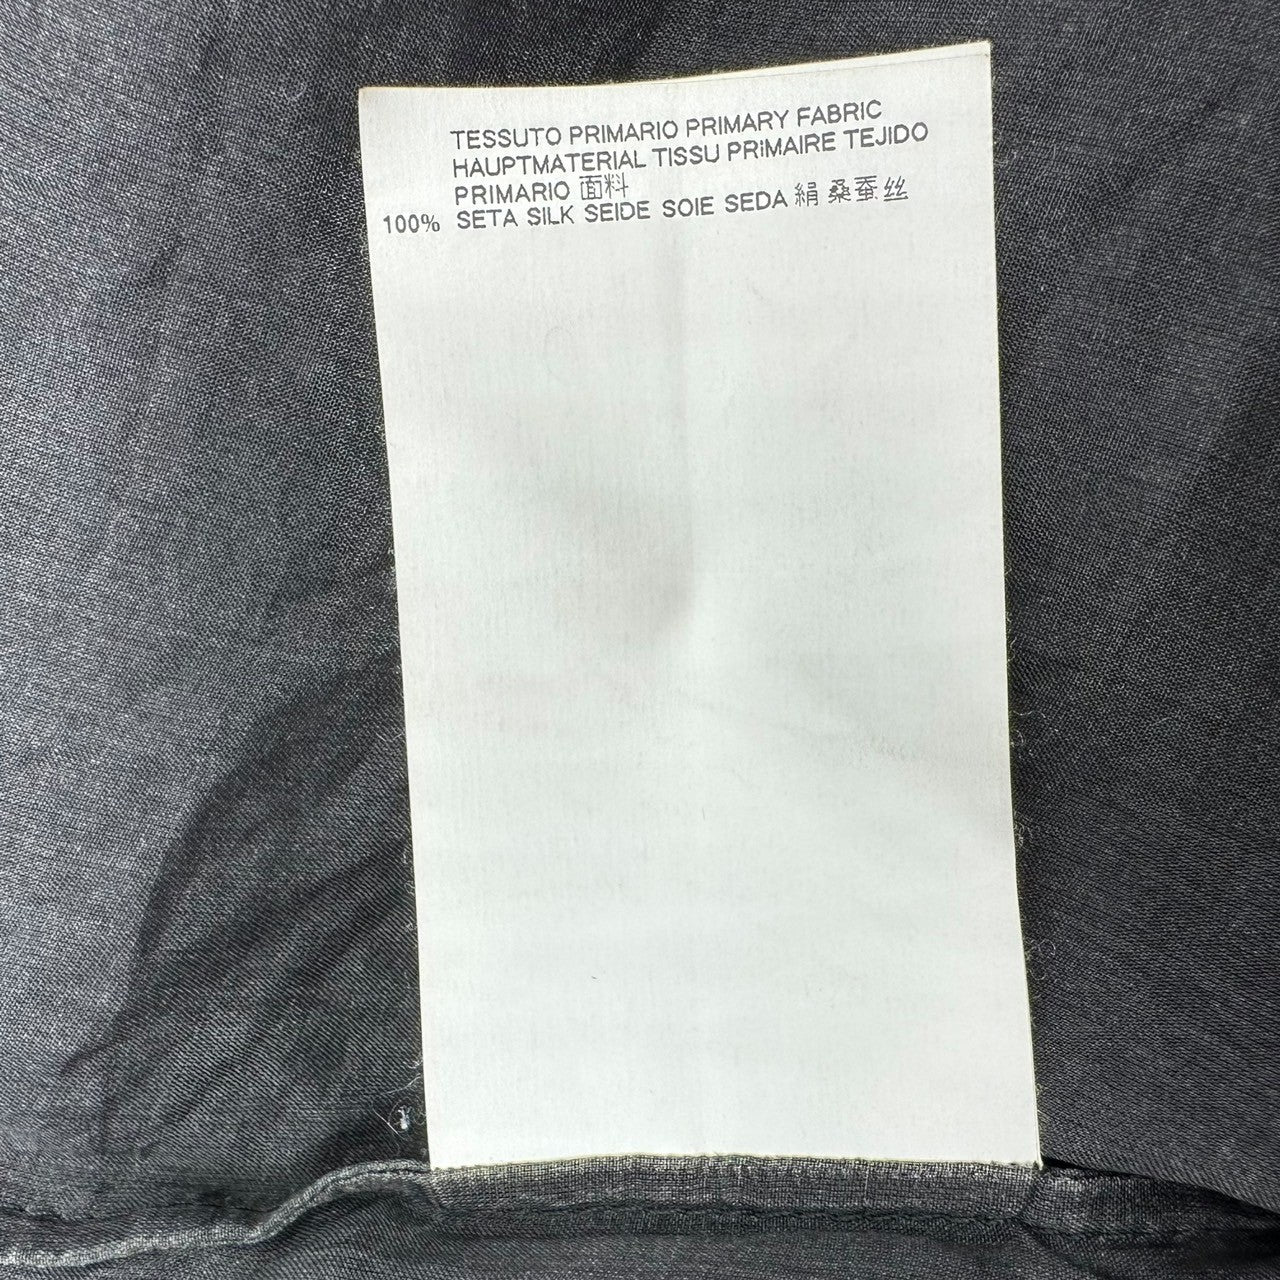 TESSUTO PRIMARIO PRIMARY FABRIC
HAUPTMATERIAL TISSU PRIMAIRE TEJIDO
PRIMARIO 面料
100% SETA SILK SEIDE SOIE SEDA 絹 桑蚕丝